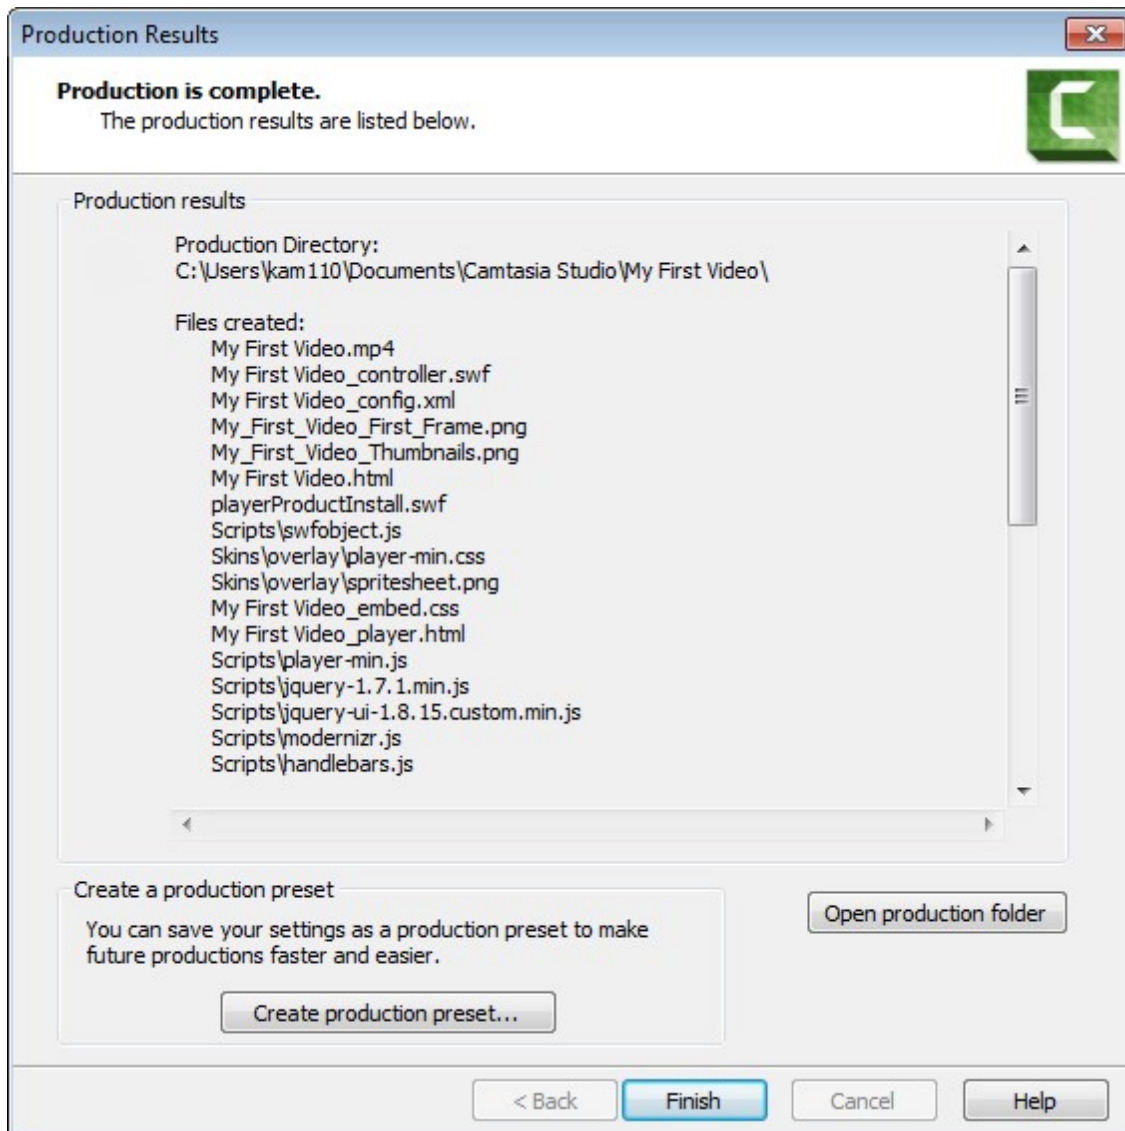 Production Results
Production is complete.
The production results are listed below.
Production results
Production Directory:
C:\Users\kam110\Documents\Camtasia Studio\My First Video\
Files created:
My First Video.mp4
My First Video_controller.swf
My First Video_config.xml
My_First_Video_First_Frame.png
My_First_Video_Thumbnails.png
My First Video.html
playerProductInstall.swf
Scripts\swfobject.js
Skins\overlay\player-min.css
Skins\overlay\spritesheet.png
My First Video_embed.css
My First Video_player.html
Scripts\player-min.js
Scripts\jquery-1.7.1.min.js
Scripts\jquery-ui-1.8.15.custom.min.js
Scripts\modernizr.js
Scripts\handlebars.js
Create a production preset
You can save your settings as a production preset to make
future productions faster and easier.
Create production preset...
Open production folder
< Back
Finish
Cancel
Help